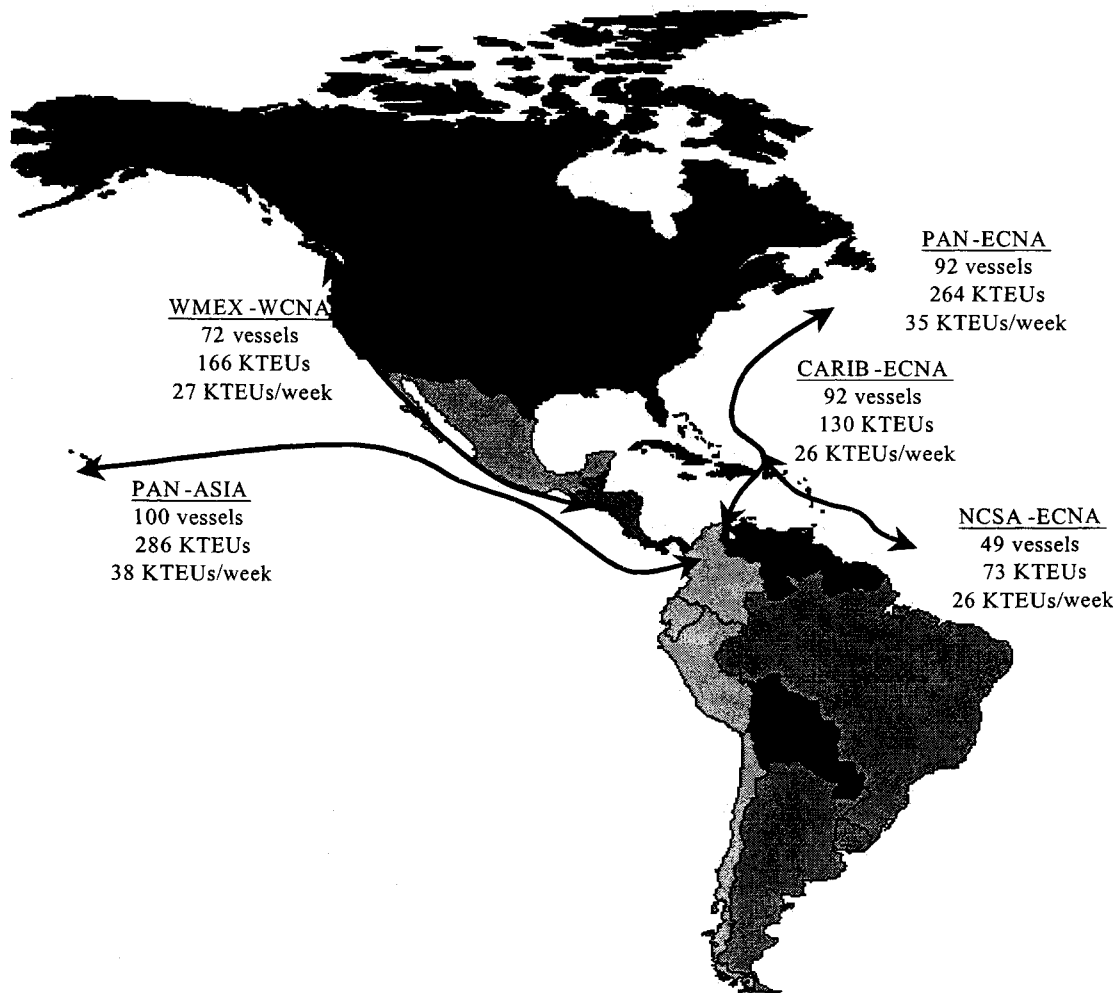 PAN-ECNA
92 vessels
264 KTEUs
35 KTEUs/week
WMEX-WCNA
72 vessels
166 KTEUs
27 KTEUs/week
CARIB-ECNA
92 vessels
130 KTEUs
26 KTEUs/week
PAN-ASIA
100 vessels
286 KTEUs
38 KTEUs/week
NCSA-ECNA
49 vessels
73 KTEUs
26 KTEUs/week